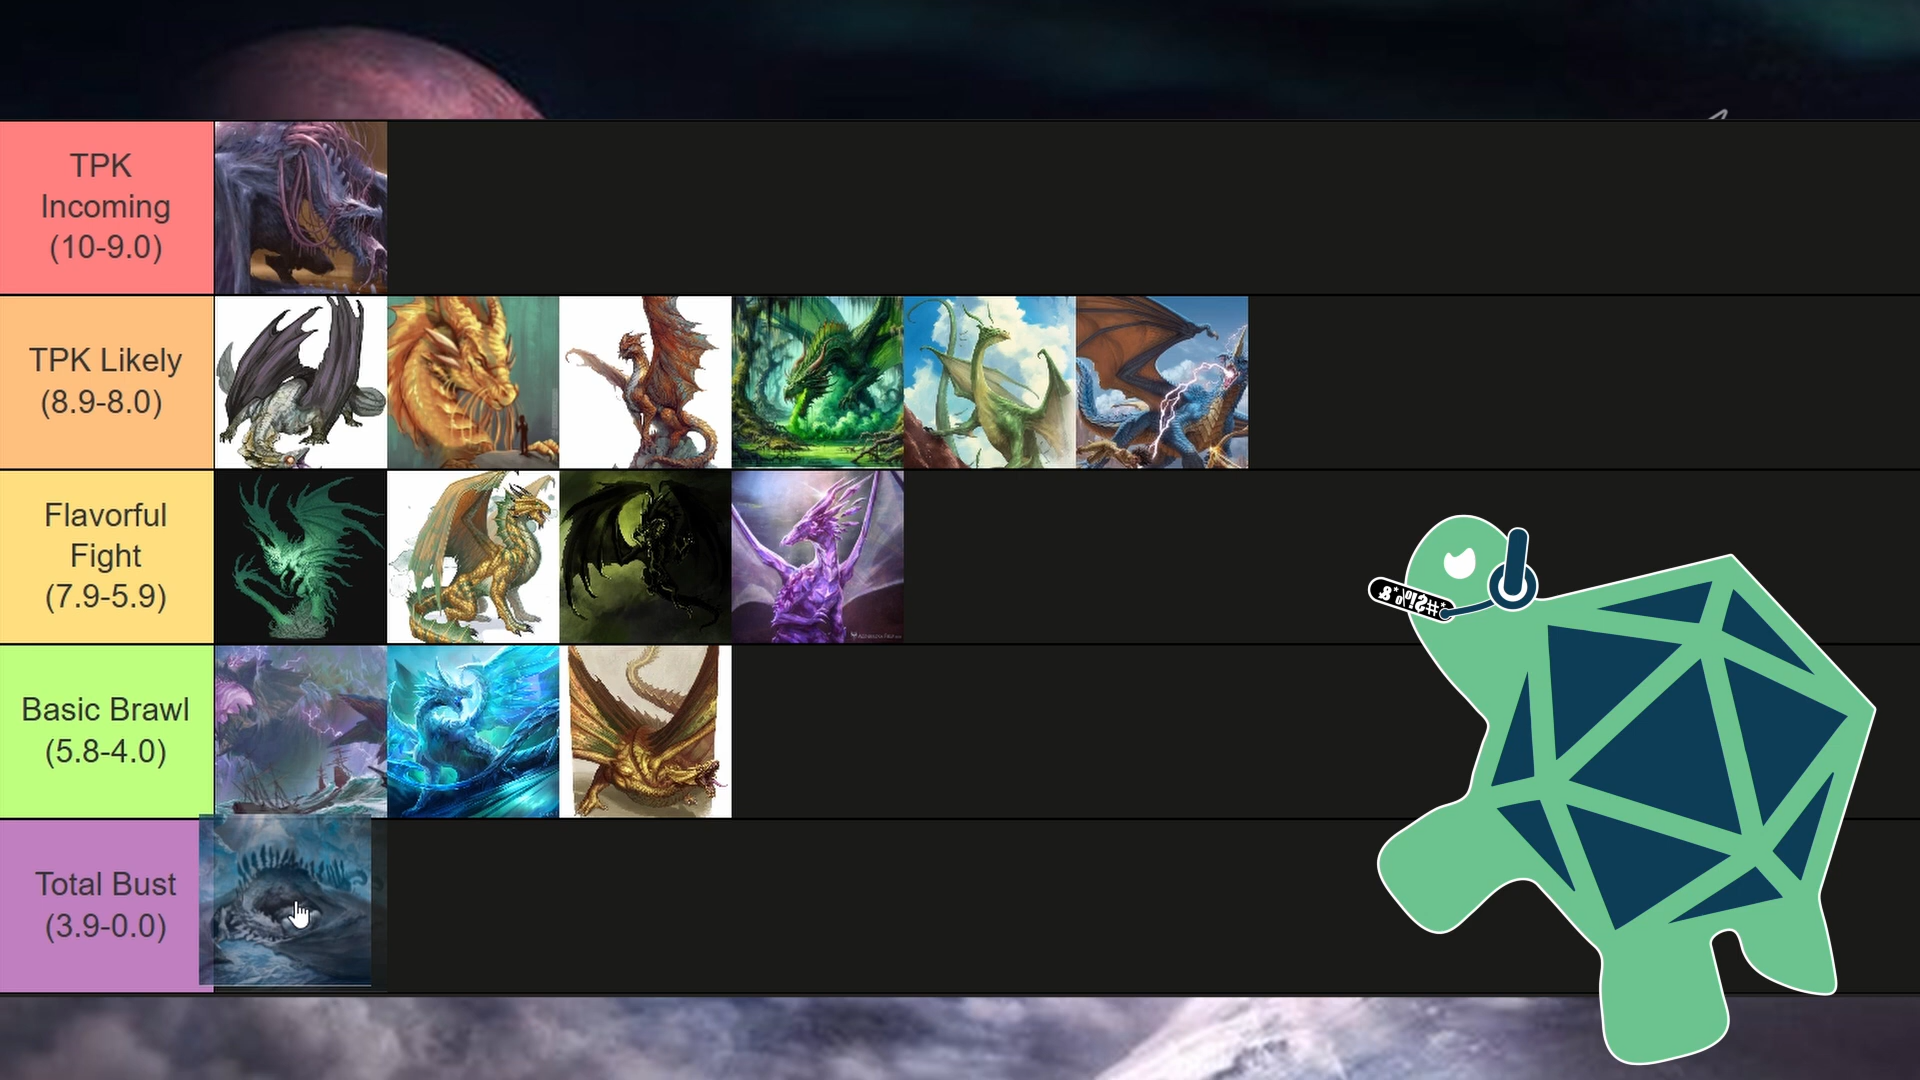 TPK
Incoming
(10-9.0)
TPK Likely
(8.9-8.0)
Flavorful
Fight
(7.9-5.9)
Basic Brawl
(5.8-4.0)
Total Bust
(3.9-0.0)